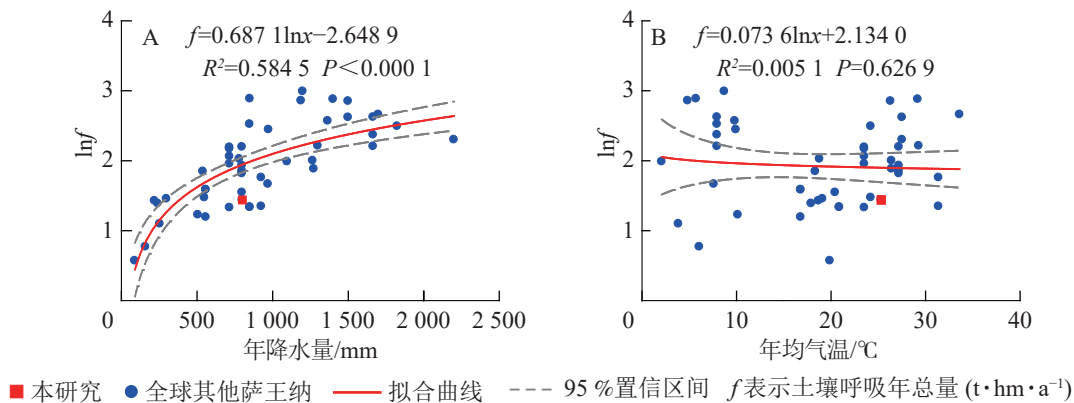 A f=0.687 1lnx−2.648 9
R²=0.584 5 P＜0.000 1
4
3
2
1
0
lnf
500
1 000
1 500
2 000
2 500
年降水量/mm
B f=0.073 6lnx+2.134 0
R²=0.005 1 P=0.626 9
4
3
2
1
0
lnf
10
20
30
40
年均气温/℃
本研究 全球其他萨王纳 拟合曲线 95 %置信区间 f 表示土壤呼吸年总量 (t·hm·a⁻¹)